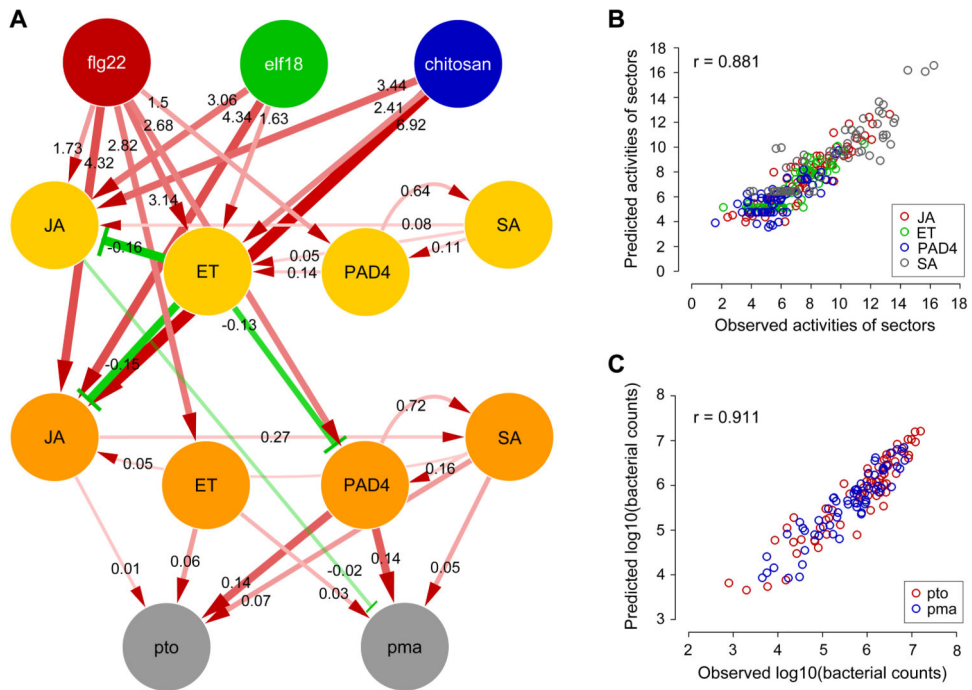 A
flg22
elf18
chitosan
1.5
3.06
3.44
2.68
4.34
1.63
2.41
6.92
1.73
4.32
2.82
3.14
0.64
JA
SA
0.08
-0.16
0.11
0.05
ET
0.14
PAD4
-0.13
-0.15
0.72
JA
0.27
SA
0.05
0.16
ET
PAD4
0.01
0.06
0.14
-0.02
0.14
0.05
0.07
0.03
pto
pma
B
r = 0.881
Predicted activities of sectors
18
16
14
12
10
8
6
4
2
0
JA
ET
PAD4
SA
0 2 4 6 8 10 12 14 16 18
Observed activities of sectors
C
r = 0.911
Predicted log10(bacterial counts)
8
7
6
5
4
3
2
pto
pma
2 3 4 5 6 7 8
Observed log10(bacterial counts)